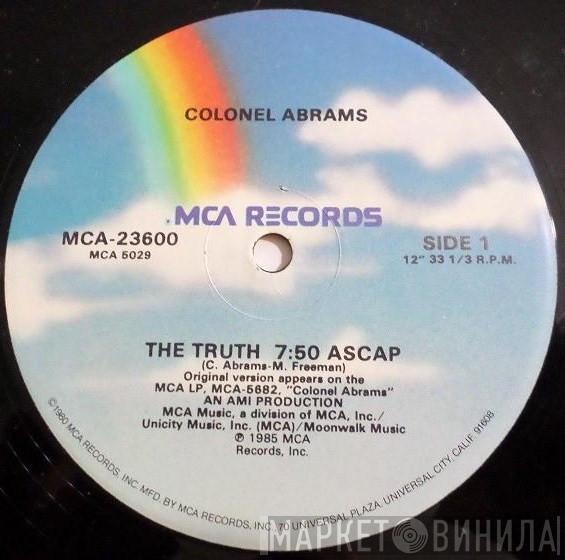 COLONEL ABRAMS
MCA RECORDS
MCA-23600
MCA 5029
SIDE 1
12" 33 1/3 R.P.M.
THE TRUTH 7:50 ASCAP
(C. Abrams-M. Freeman)
Original version appears on the
MCA LP, MCA-5682, "Colonel Abrams"
AN AMI PRODUCTION
MCA Music, a division of MCA, Inc./
Unicity Music, Inc. (MCA)/Moonwalk Music
℗ 1985 MCA
Records, Inc.
©1980 MCA RECORDS, INC. MFD. BY MCA RECORDS, INC., 70 UNIVERSAL PLAZA, UNIVERSAL CITY, CALIF. 91608
МАРКЕТ ВИНИЛА